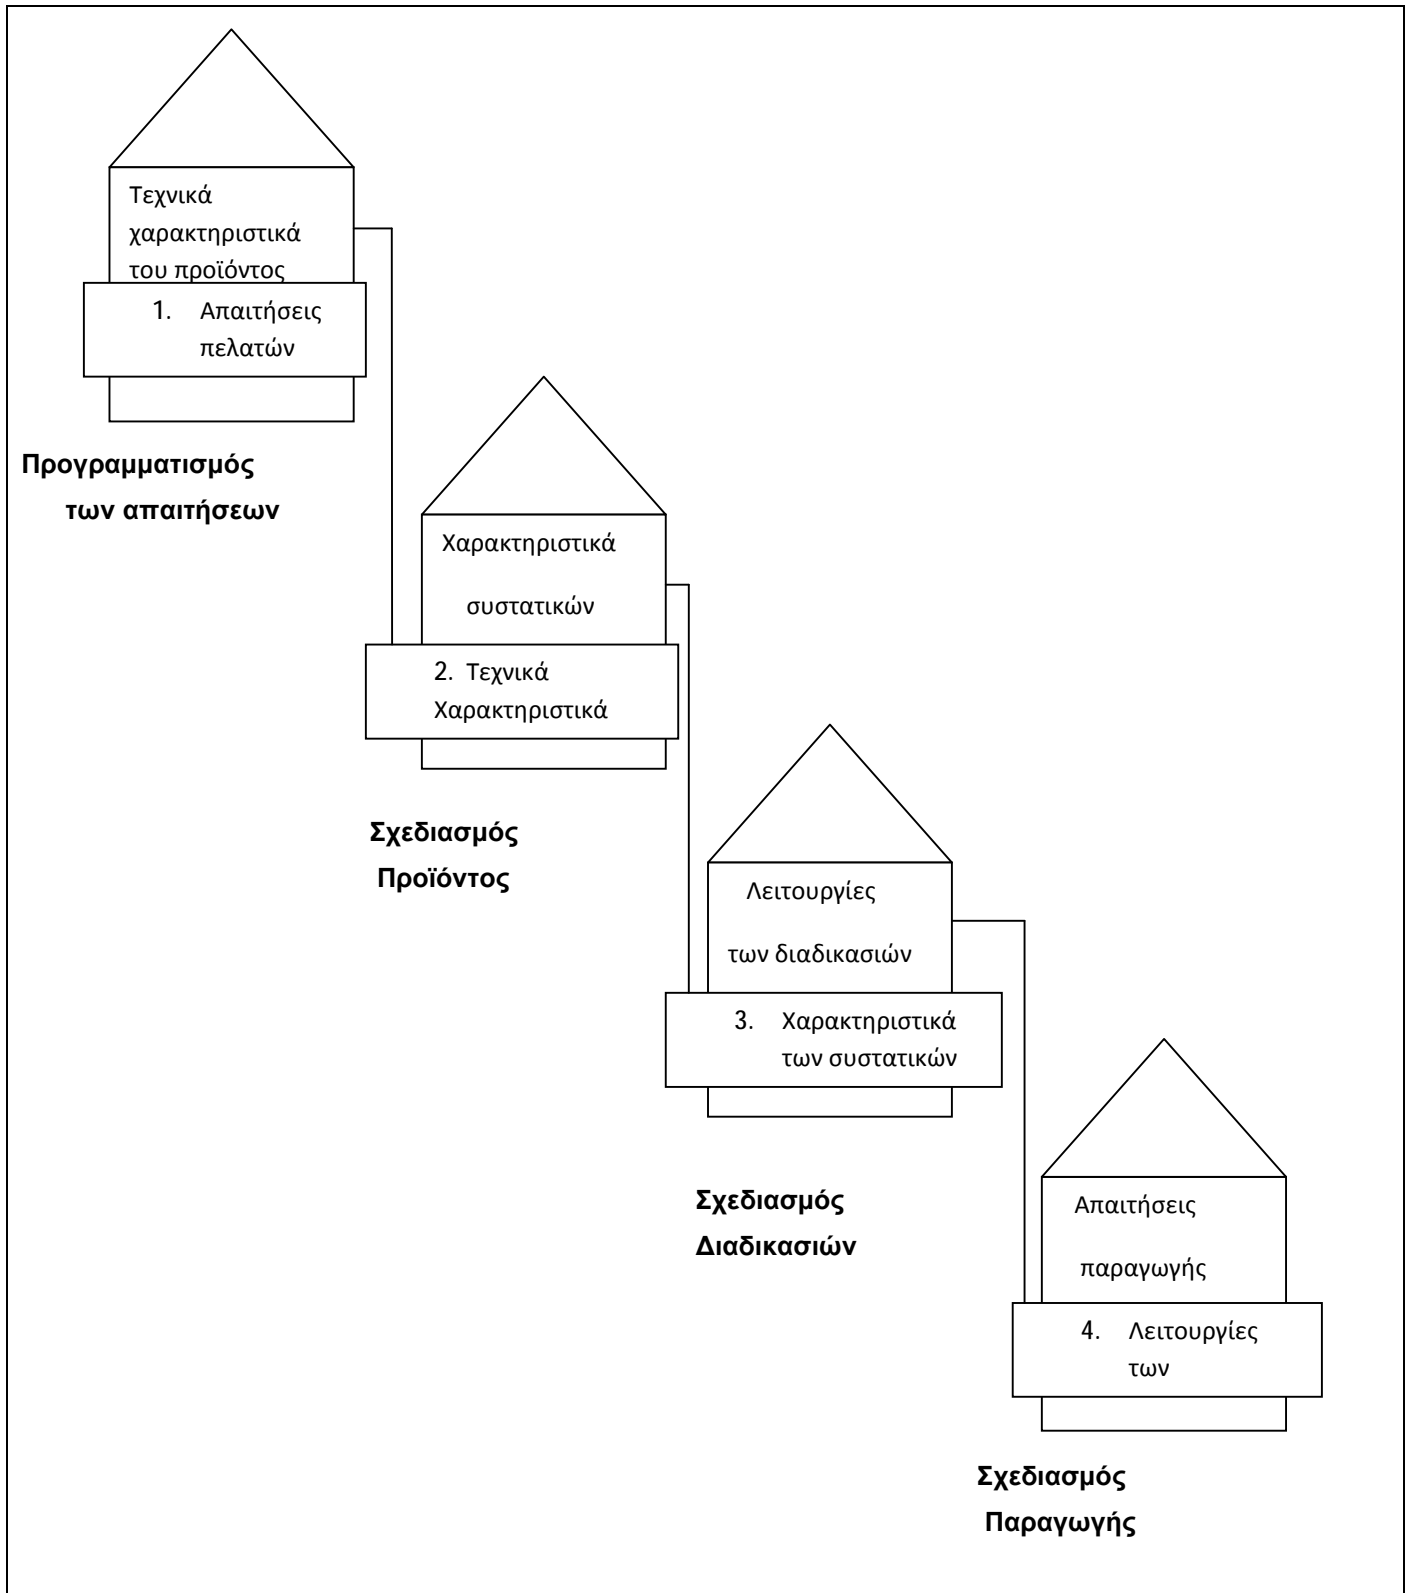 Τεχνικά
χαρακτηριστικά
του προϊόντος
1. Απαιτήσεις
πελατών
Προγραμματισμός
των απαιτήσεων
Χαρακτηριστικά
συστατικών
2. Τεχνικά
Χαρακτηριστικά
Σχεδιασμός
Προϊόντος
Λειτουργίες
των διαδικασιών
3. Χαρακτηριστικά
των συστατικών
Σχεδιασμός
Διαδικασιών
Απαιτήσεις
παραγωγής
4. Λειτουργίες
των
Σχεδιασμός
Παραγωγής